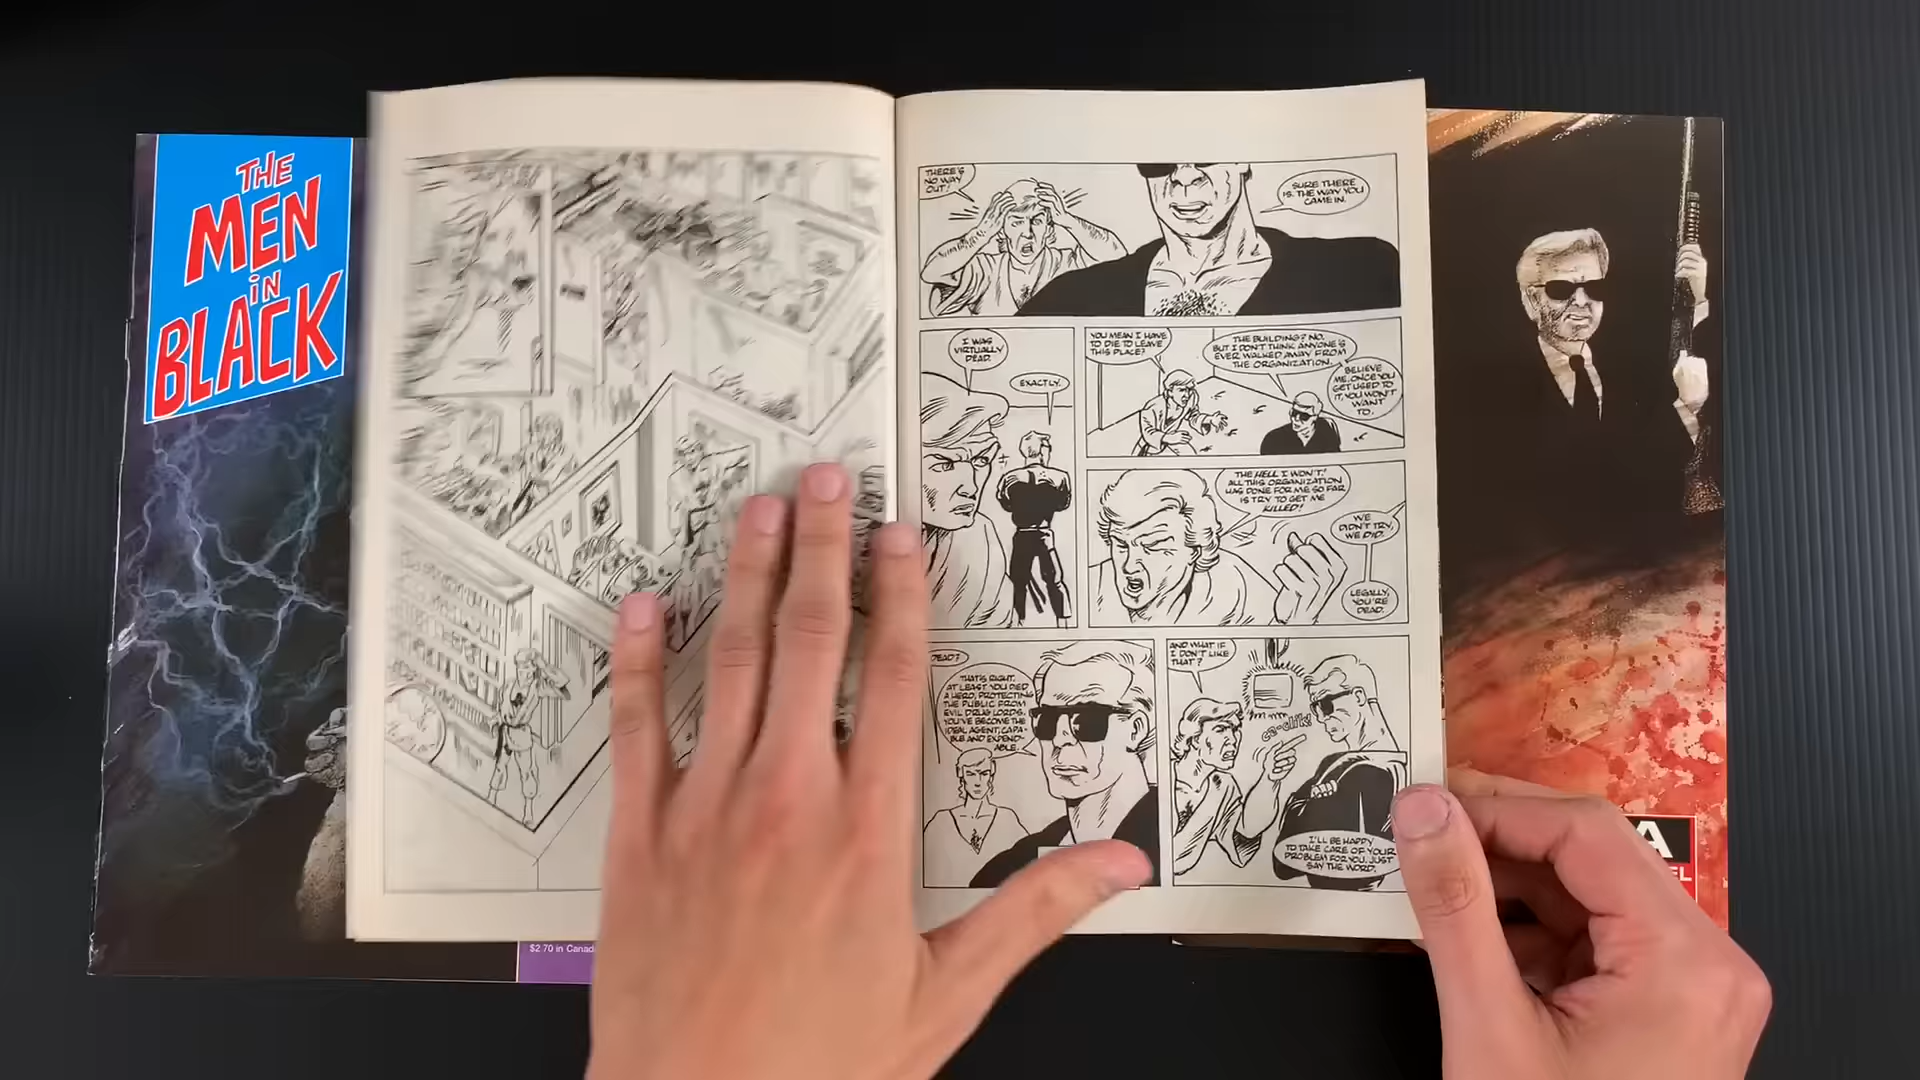 THE
MEN
iN
BLACK
$2.70 in Canad
THERE'S
NO WAY
OUT!
SURE THERE
IS. THE WAY YOU
CAME IN.
I WAS
VIRTUALLY
DEAD.
EXACTLY.
YOU MEAN I HAVE
TO DIE TO LEAVE
THIS PLACE?
THE BUILDING? NO.
BUT I DON'T THINK ANYONE'S
EVER WALKED AWAY FROM
THE ORGANIZATION.
BELIEVE
ME, ONCE YOU
GET USED TO
IT, YOU WON'T
WANT
TO.
THE HELL I WON'T!
ALL THIS ORGANIZATION
HAS DONE FOR ME SO FAR
IS TRY TO GET ME
KILLED!
WE
DIDN'T TRY,
WE DID.
LEGALLY,
YOU'RE
DEAD.
DEAD?
THAT'S RIGHT.
AT LEAST YOU DIED
A HERO, PROTECTING
THE PUBLIC FROM
EVIL DRUG LORDS.
YOU'VE BECOME THE
IDEAL AGENT, CAPA-
BLE AND EXPEND-
ABLE.
AND WHAT IF
I DON'T LIKE
THAT?
ca-clik!
I'LL BE HAPPY
TO TAKE CARE OF YOUR
PROBLEM FOR YOU. JUST
SAY THE WORD.
A
EL